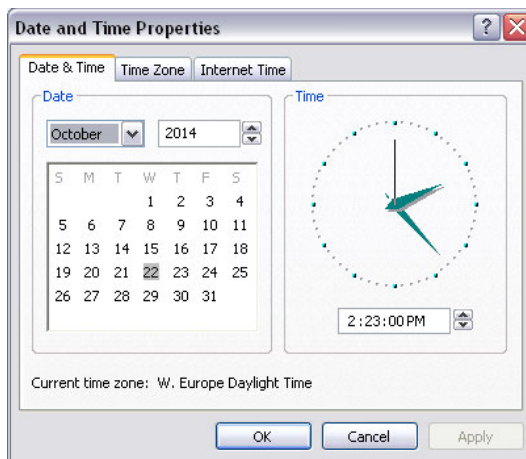 Date and Time Properties
Date & Time Time Zone Internet Time
Date
October 2014
S M T W T F S
1 2 3 4
5 6 7 8 9 10 11
12 13 14 15 16 17 18
19 20 21 22 23 24 25
26 27 28 29 30 31
Time
2:23:00 PM
Current time zone: W. Europe Daylight Time
OK Cancel Apply